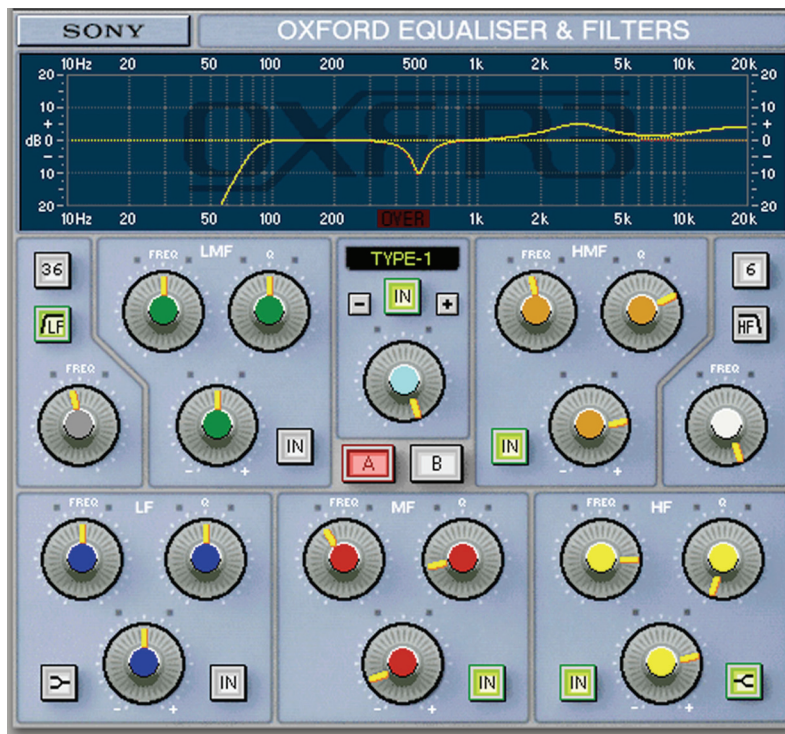 SONY OXFORD EQUALISER & FILTERS
10Hz 20 50 100 200 500 1k 2k 5k 10k 20k
20 20
10 10
+ +
dB 0 0
− −
10 10
20 20
OXFR3
10Hz 20 50 100 200 OVER 1k 2k 5k 10k 20k
36 FREQ LMF Q TYPE-1 FREQ HMF Q 6
LF − IN + HF
FREQ FREQ
− + IN A B IN − +
FREQ LF Q FREQ MF Q FREQ HF Q
− + IN − + IN IN − +